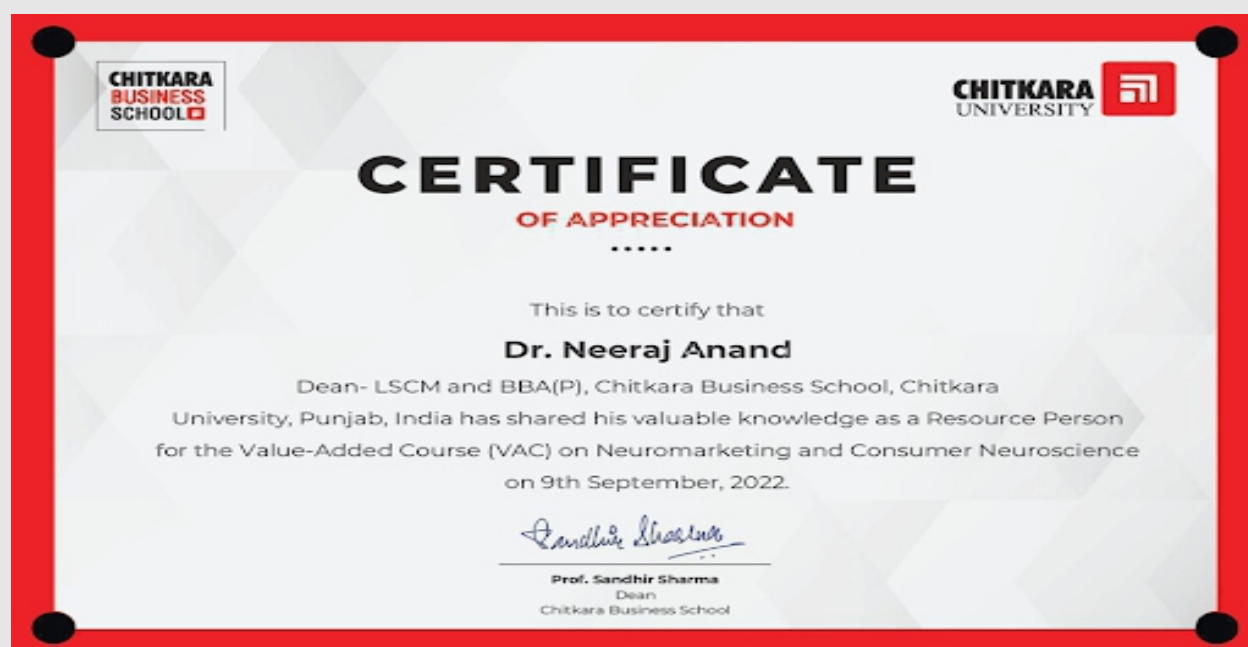 CHITKARA
BUSINESS
SCHOOL
CHITKARA
UNIVERSITY
CERTIFICATE
OF APPRECIATION
This is to certify that
Dr. Neeraj Anand
Dean- LSCM and BBA(P), Chitkara Business School, Chitkara
University, Punjab, India has shared his valuable knowledge as a Resource Person
for the Value-Added Course (VAC) on Neuromarketing and Consumer Neuroscience
on 9th September, 2022.
Sandhir Sharma
Prof. Sandhir Sharma
Dean
Chitkara Business School